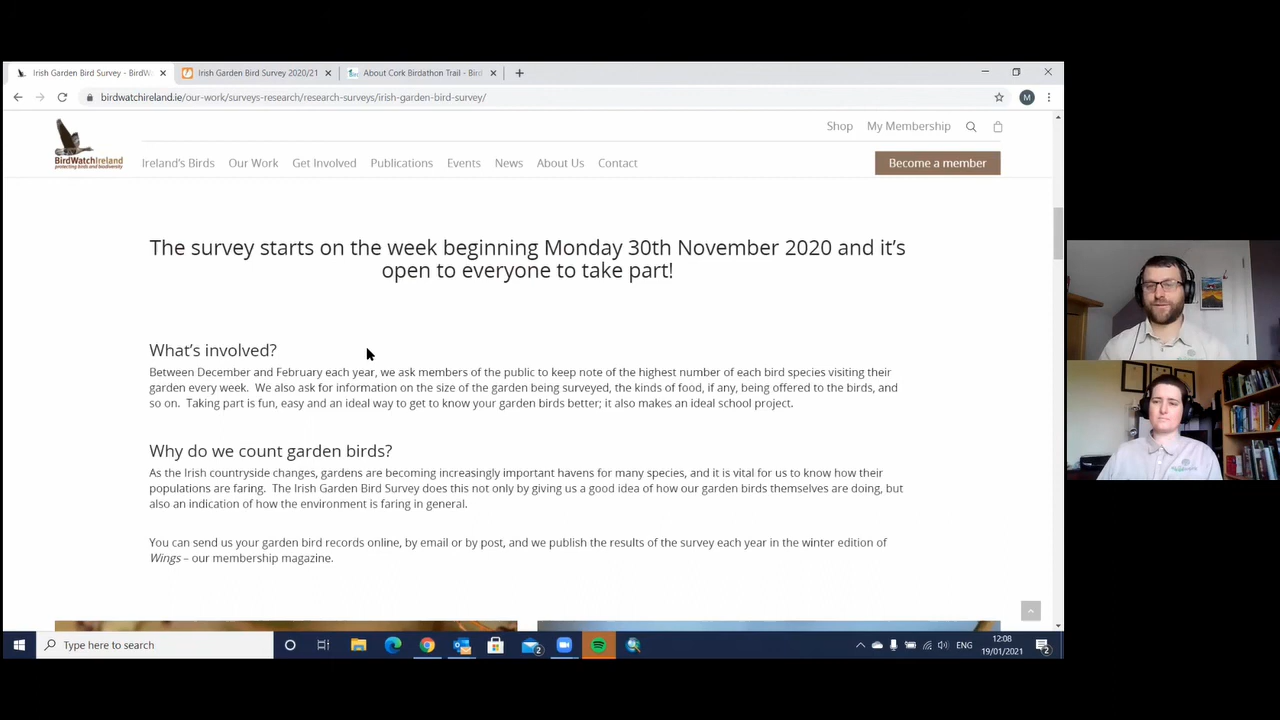 Irish Garden Bird Survey - BirdWa
Irish Garden Bird Survey 2020/21
About Cork Birdathon Trail - Bird
birdwatchireland.ie/our-work/surveys-research/research-surveys/irish-garden-bird-survey/
M
Shop
My Membership
BirdWatchIreland
protecting birds and biodiversity
Ireland's Birds
Our Work
Get Involved
Publications
Events
News
About Us
Contact
Become a member
The survey starts on the week beginning Monday 30th November 2020 and it's
open to everyone to take part!
What's involved?
Between December and February each year, we ask members of the public to keep note of the highest number of each bird species visiting their
garden every week. We also ask for information on the size of the garden being surveyed, the kinds of food, if any, being offered to the birds, and
so on. Taking part is fun, easy and an ideal way to get to know your garden birds better; it also makes an ideal school project.
Why do we count garden birds?
As the Irish countryside changes, gardens are becoming increasingly important havens for many species, and it is vital for us to know how their
populations are faring. The Irish Garden Bird Survey does this not only by giving us a good idea of how our garden birds themselves are doing, but
also an indication of how the environment is faring in general.
You can send us your garden bird records online, by email or by post, and we publish the results of the survey each year in the winter edition of
Wings – our membership magazine.
Type here to search
2
ENG
12:08
19/01/2021
2